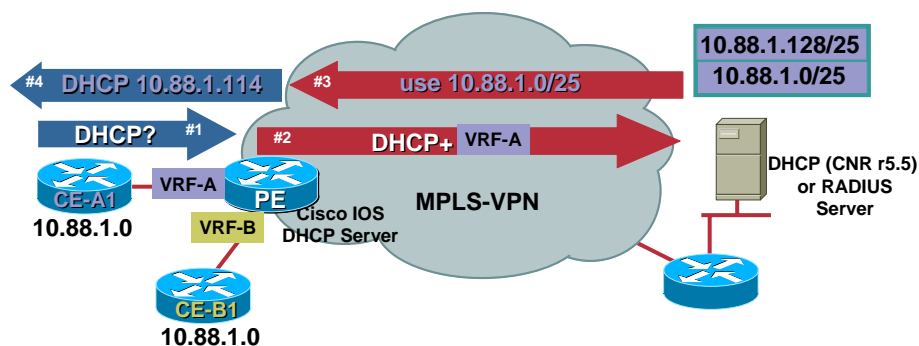 10.88.1.128/25
10.88.1.0/25
#4 DHCP 10.88.1.114
#3 use 10.88.1.0/25
DHCP? #1
#2 DHCP+ VRF-A
DHCP (CNR r5.5)
or RADIUS
Server
CE-A1
VRF-A
PE
MPLS-VPN
10.88.1.0
VRF-B
Cisco IOS
DHCP Server
CE-B1
10.88.1.0